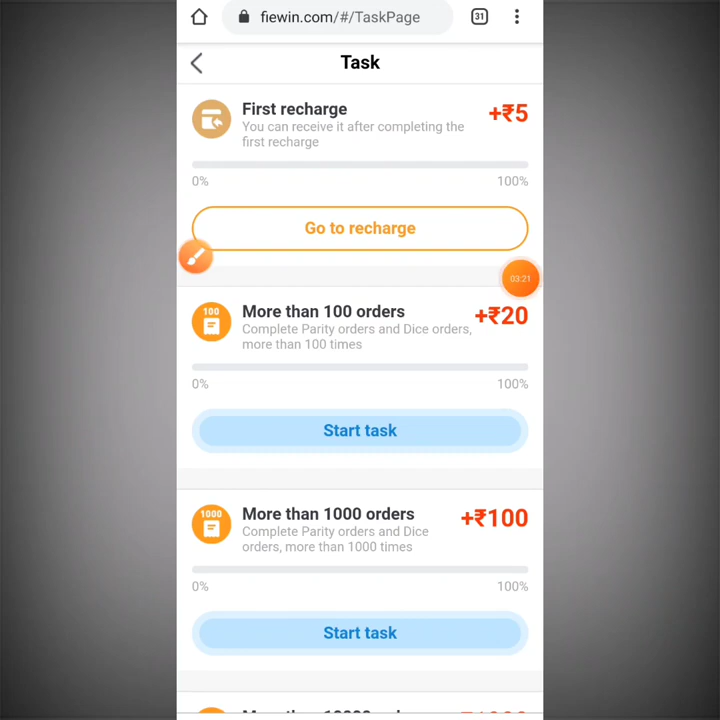 fiewin.com/#/TaskPage
31
Task
First recharge
+₹5
You can receive it after completing the
first recharge
0%
100%
Go to recharge
03:21
100
More than 100 orders
+₹20
Complete Parity orders and Dice orders,
more than 100 times
0%
100%
Start task
1000
More than 1000 orders
+₹100
Complete Parity orders and Dice
orders, more than 1000 times
0%
100%
Start task